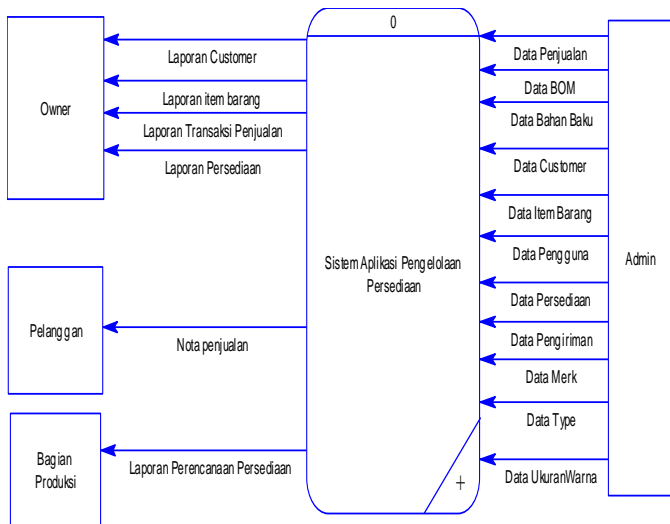 0
Owner
Laporan Customer
Laporan item barang
Laporan Transaksi Penjualan
Laporan Persediaan
Pelanggan
Nota penjualan
Bagian
Produksi
Laporan Perencanaan Persediaan
Sistem Aplikasi Pengelolaan
Persediaan
+
Data Penjualan
Data BOM
Data Bahan Baku
Data Customer
Data Item Barang
Data Pengguna
Data Persediaan
Data Pengiriman
Data Merk
Data Type
Data UkuranWarna
Admin